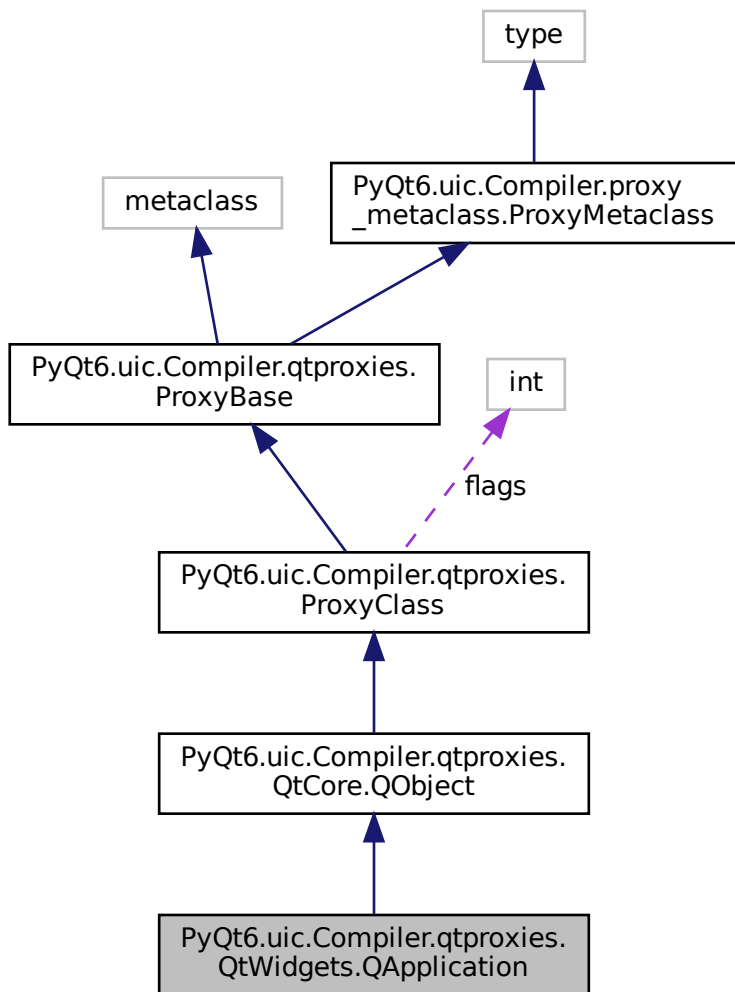 type
PyQt6.uic.Compiler.proxy
_metaclass.ProxyMetaclass
metaclass
PyQt6.uic.Compiler.qtproxies.
ProxyBase
int
flags
PyQt6.uic.Compiler.qtproxies.
ProxyClass
PyQt6.uic.Compiler.qtproxies.
QtCore.QObject
PyQt6.uic.Compiler.qtproxies.
QtWidgets.QApplication